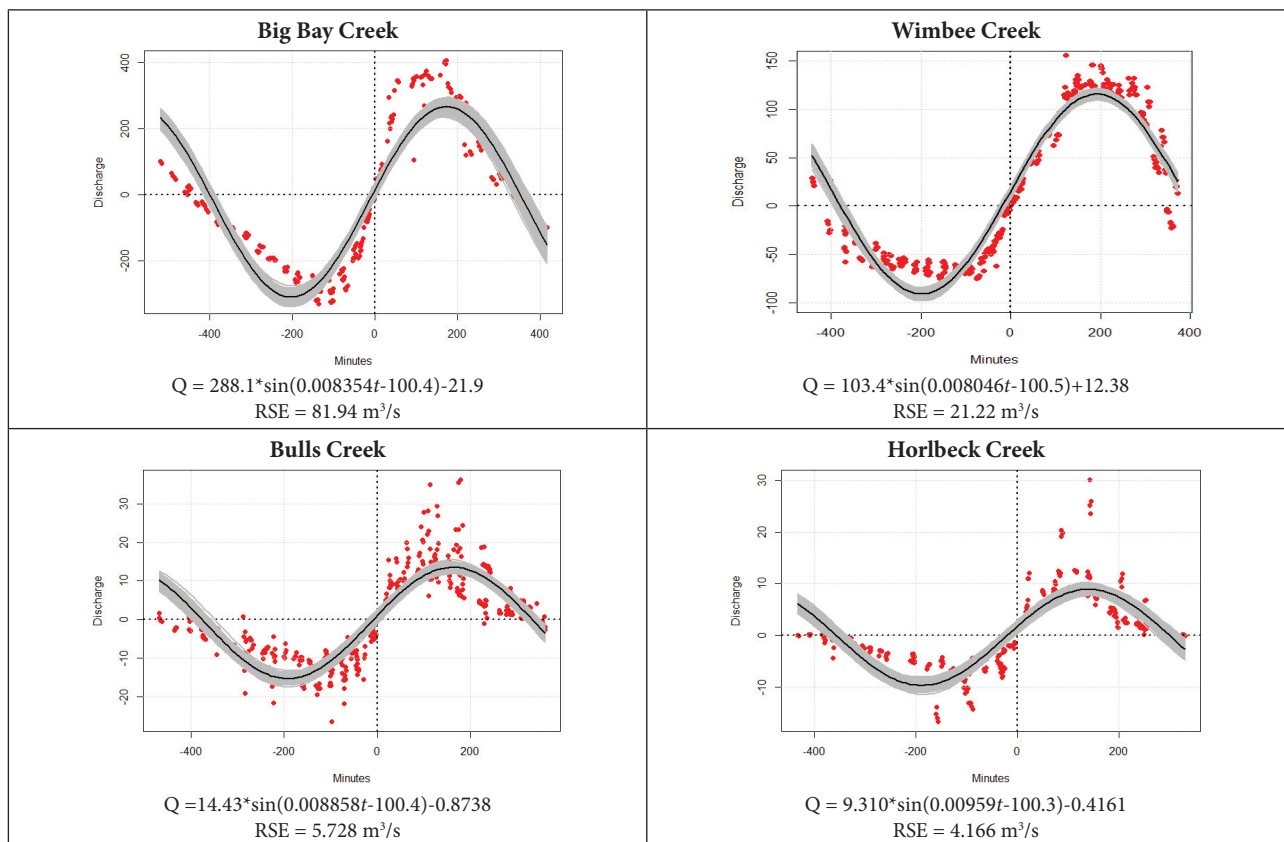 Big Bay Creek
400
200
0
200
Discharge
-400
-200
0
200
400
Minutes
Q = 288.1*sin(0.008354t-100.4)-21.9
RSE = 81.94 m³/s
Wimbee Creek
150
100
50
0
-50
-100
Discharge
-400
-200
0
200
400
Minutes
Q = 103.4*sin(0.008046t-100.5)+12.38
RSE = 21.22 m³/s
Bulls Creek
30
20
10
0
-10
-20
Discharge
-400
-200
0
200
Minutes
Q =14.43*sin(0.008858t-100.4)-0.8738
RSE = 5.728 m³/s
Horlbeck Creek
30
20
10
0
-10
Discharge
-400
-200
0
200
Minutes
Q = 9.310*sin(0.00959t-100.3)-0.4161
RSE = 4.166 m³/s